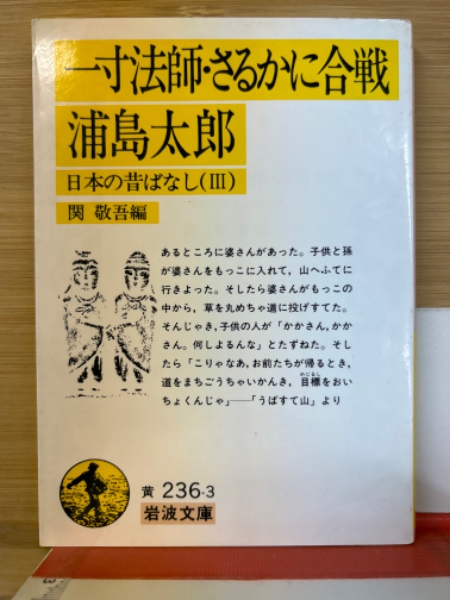 一寸法師・さるかに合戦
浦島太郎
日本の昔ばなし(III)
関 敬吾編
あるところに婆さんがあった。子供と孫
が婆さんをもっこに入れて，山へふてに
行きよった。そしたら婆さんがもっこの
中から，草を丸めちゃ道に投げすてた。
そんじゃき，子供の人が「かかさん，かか
さん。何しよるんな」とたずねた。そし
たら「こりゃなあ，お前たちが帰るとき，
道をまちごうちゃいかんき，目標をおい
めじるし
ちょくんじゃ」──「うばすて山」より
黄 236-3
岩波文庫
3